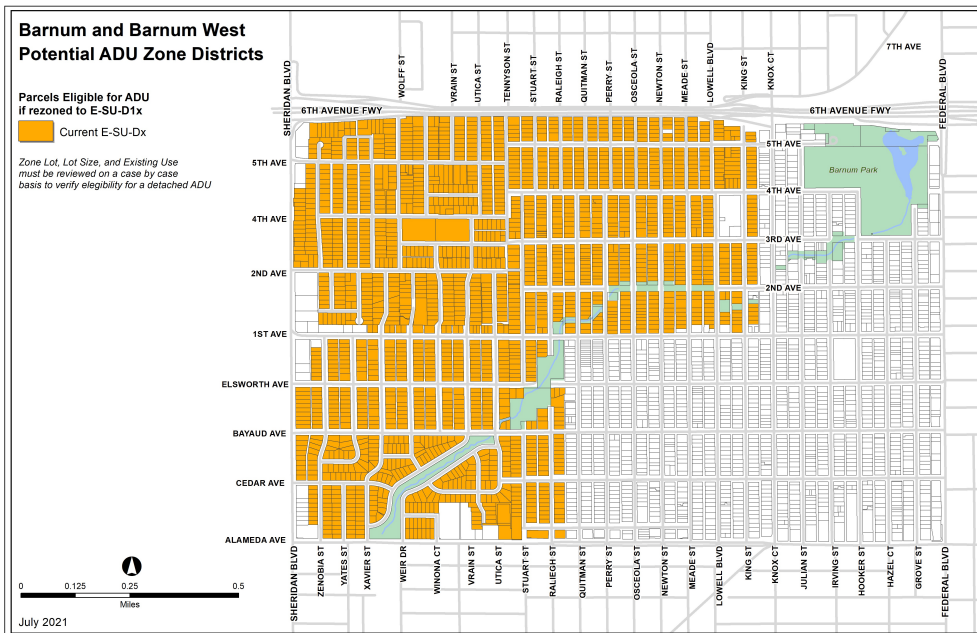 Barnum and Barnum West
Potential ADU Zone Districts
Parcels Eligible for ADU
if rezoned to E-SU-D1x
Current E-SU-Dx
Zone Lot, Lot Size, and Existing Use
must be reviewed on a case by case
basis to verify elegibility for a detached ADU
SHERIDAN BLVD
WOLFF ST
VRAIN ST
UTICA ST
TENNYSON ST
STUART ST
RALEIGH ST
QUITMAN ST
PERRY ST
OSCEOLA ST
NEWTON ST
MEADE ST
LOWELL BLVD
KING ST
KNOX CT
7TH AVE
FEDERAL BLVD
6TH AVENUE FWY
6TH AVENUE FWY
5TH AVE
5TH AVE
Barnum Park
4TH AVE
4TH AVE
3RD AVE
2ND AVE
2ND AVE
1ST AVE
ELSWORTH AVE
BAYAUD AVE
CEDAR AVE
ALAMEDA AVE
SHERIDAN BLVD
ZENOBIA ST
YATES ST
XAVIER ST
WEIR DR
WINONA CT
VRAIN ST
UTICA ST
STUART ST
RALIEGH ST
QUITMAN ST
PERRY ST
OSCEOLA ST
NEWTON ST
MEADE ST
LOWELL BLVD
KING ST
KNOX CT
JULIAN ST
IRVING ST
HOOKER ST
HAZEL CT
GROVE ST
FEDERAL BLVD
0 0.125 0.25 0.5
Miles
July 2021